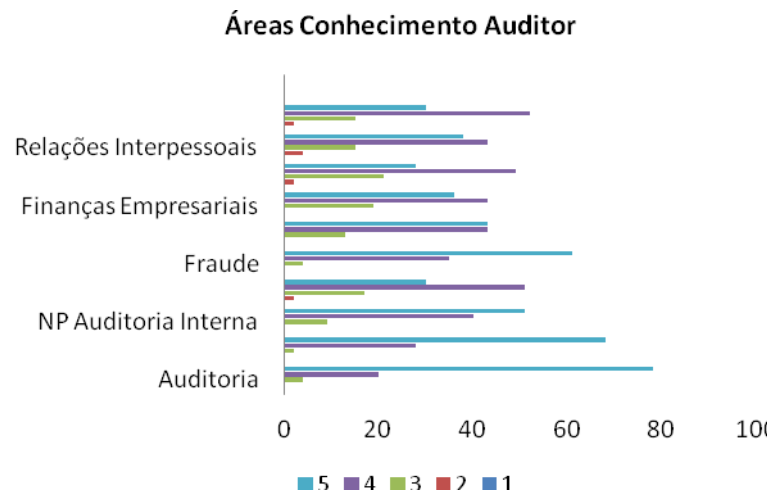 Áreas Conhecimento Auditor
Relações Interpessoais
Finanças Empresariais
Fraude
NP Auditoria Interna
Auditoria
0 20 40 60 80 100
5 4 3 2 1